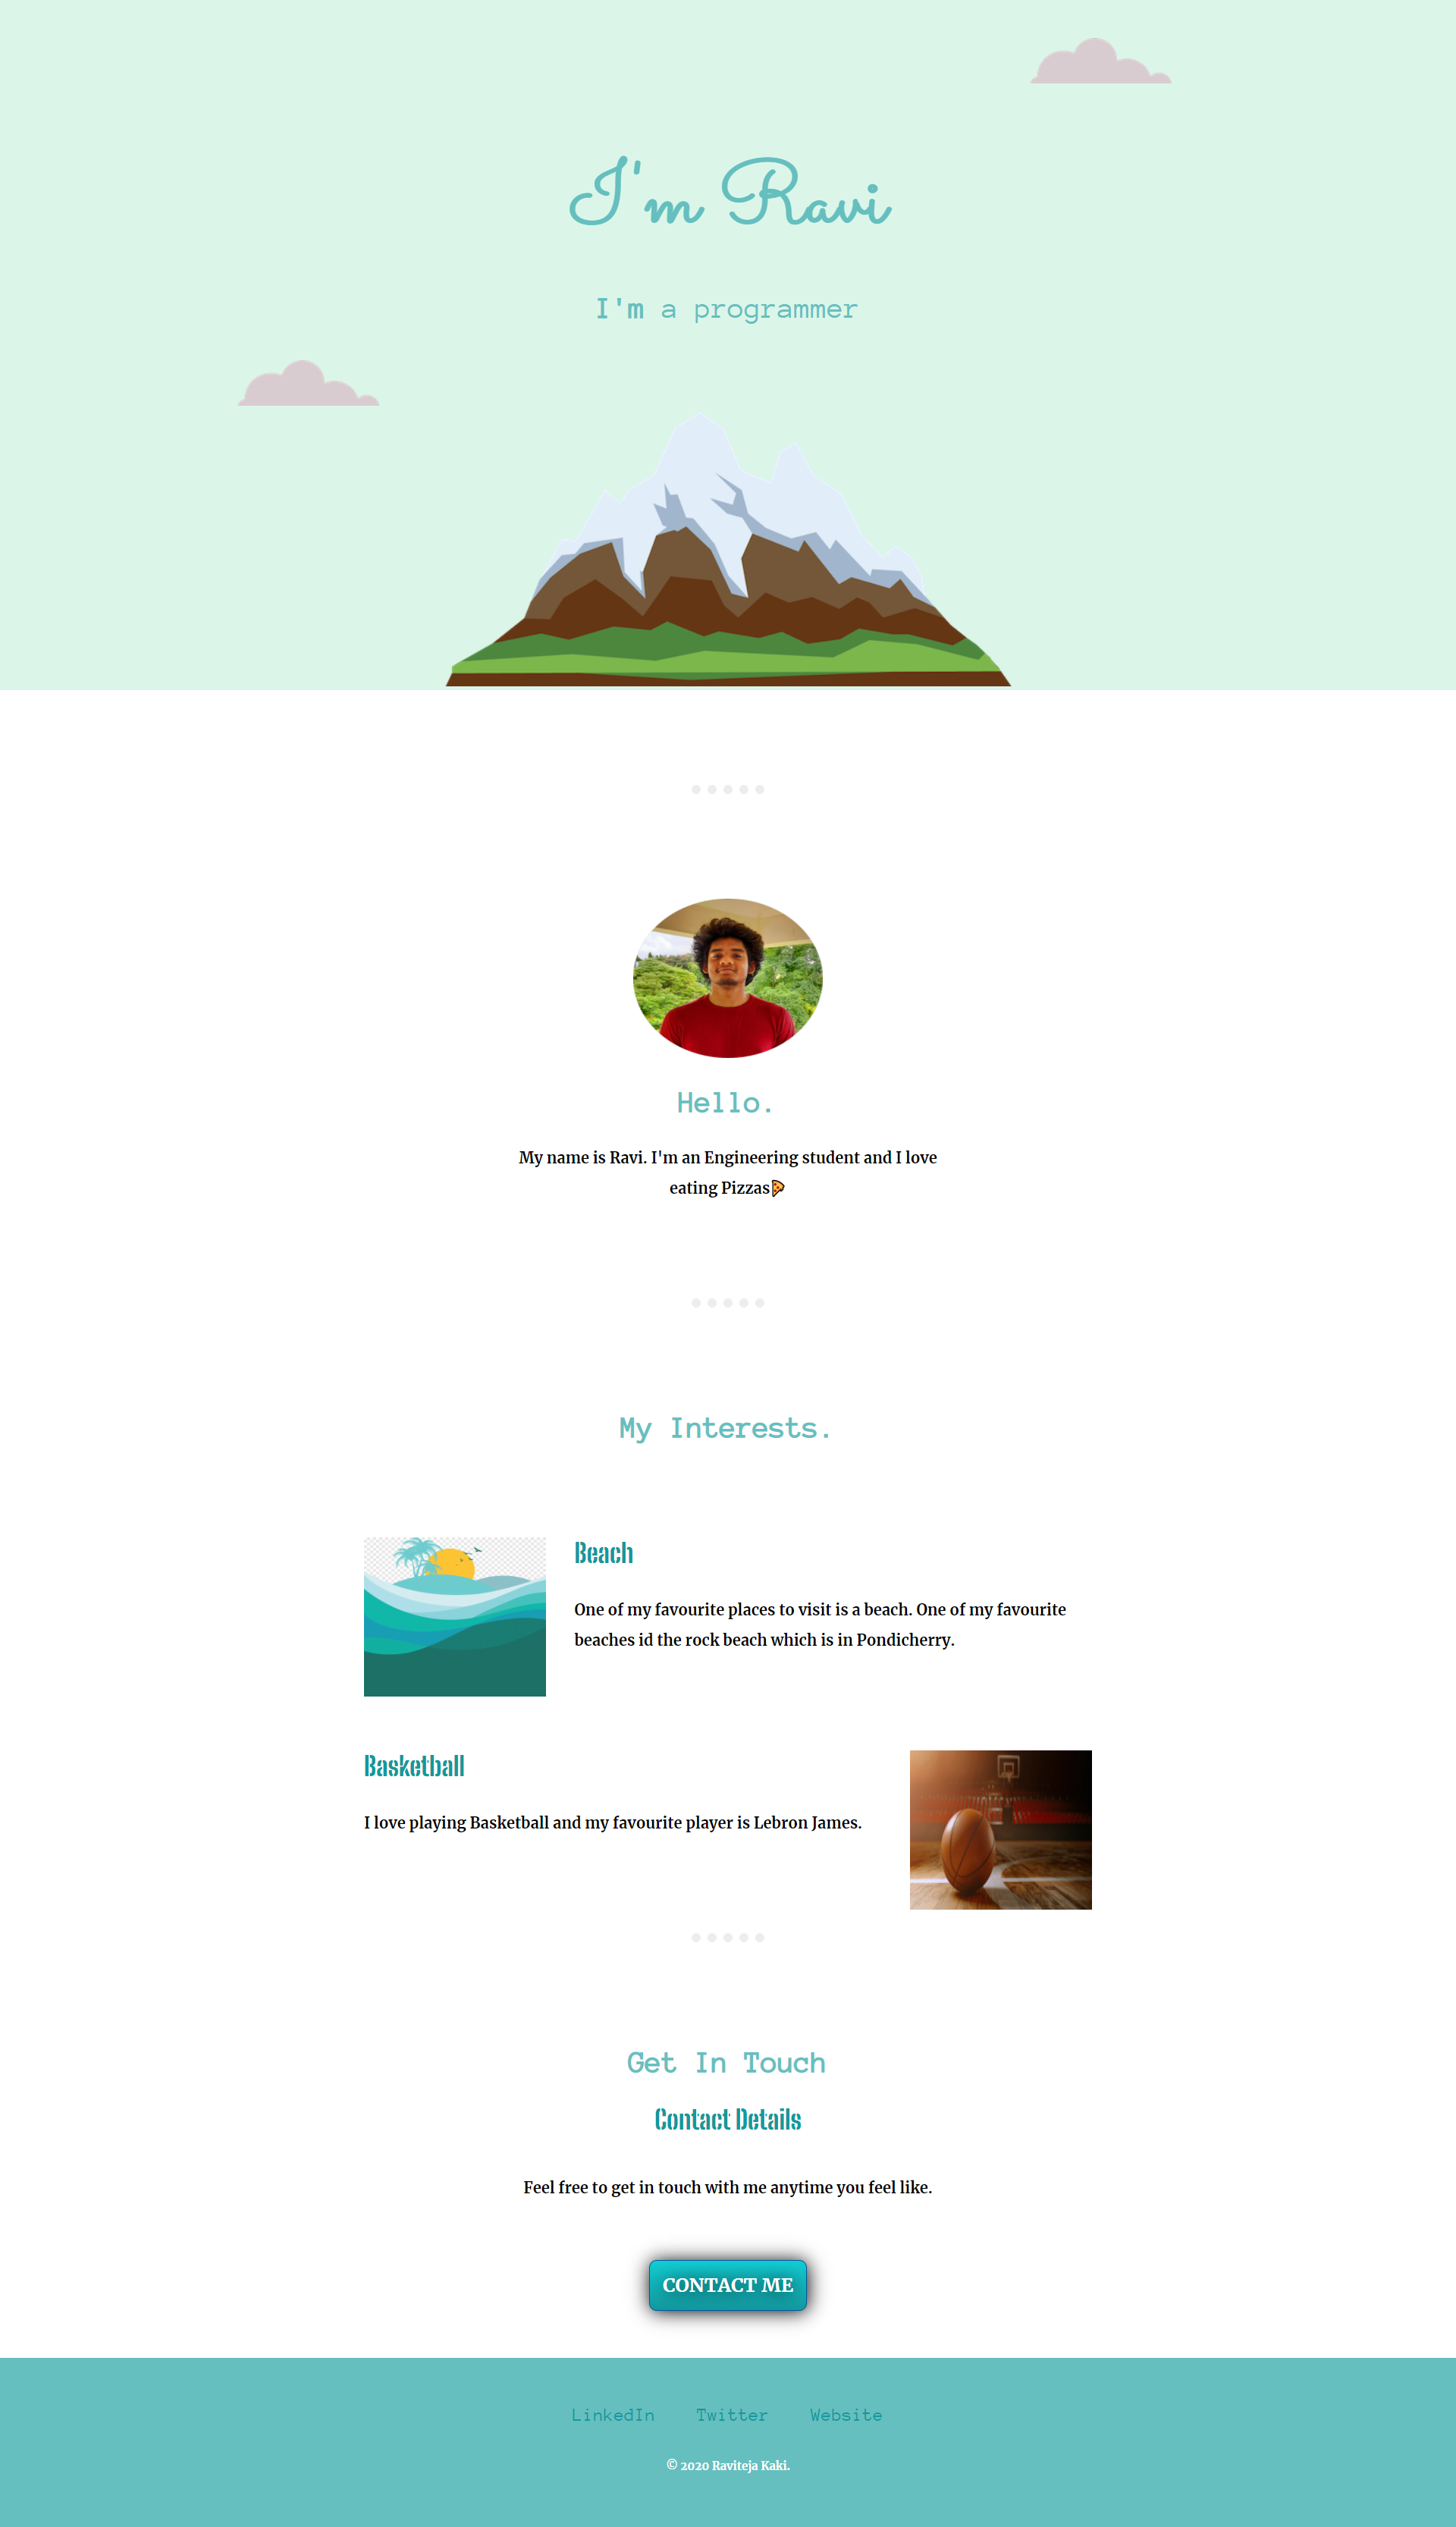 I'm Ravi
I'm a programmer
Hello.
My name is Ravi. I'm an Engineering student and I love
eating Pizzas🍕
My Interests.
Beach
One of my favourite places to visit is a beach. One of my favourite
beaches id the rock beach which is in Pondicherry.
Basketball
I love playing Basketball and my favourite player is Lebron James.
Get In Touch
Contact Details
Feel free to get in touch with me anytime you feel like.
CONTACT ME
LinkedIn Twitter Website
© 2020 Raviteja Kaki.